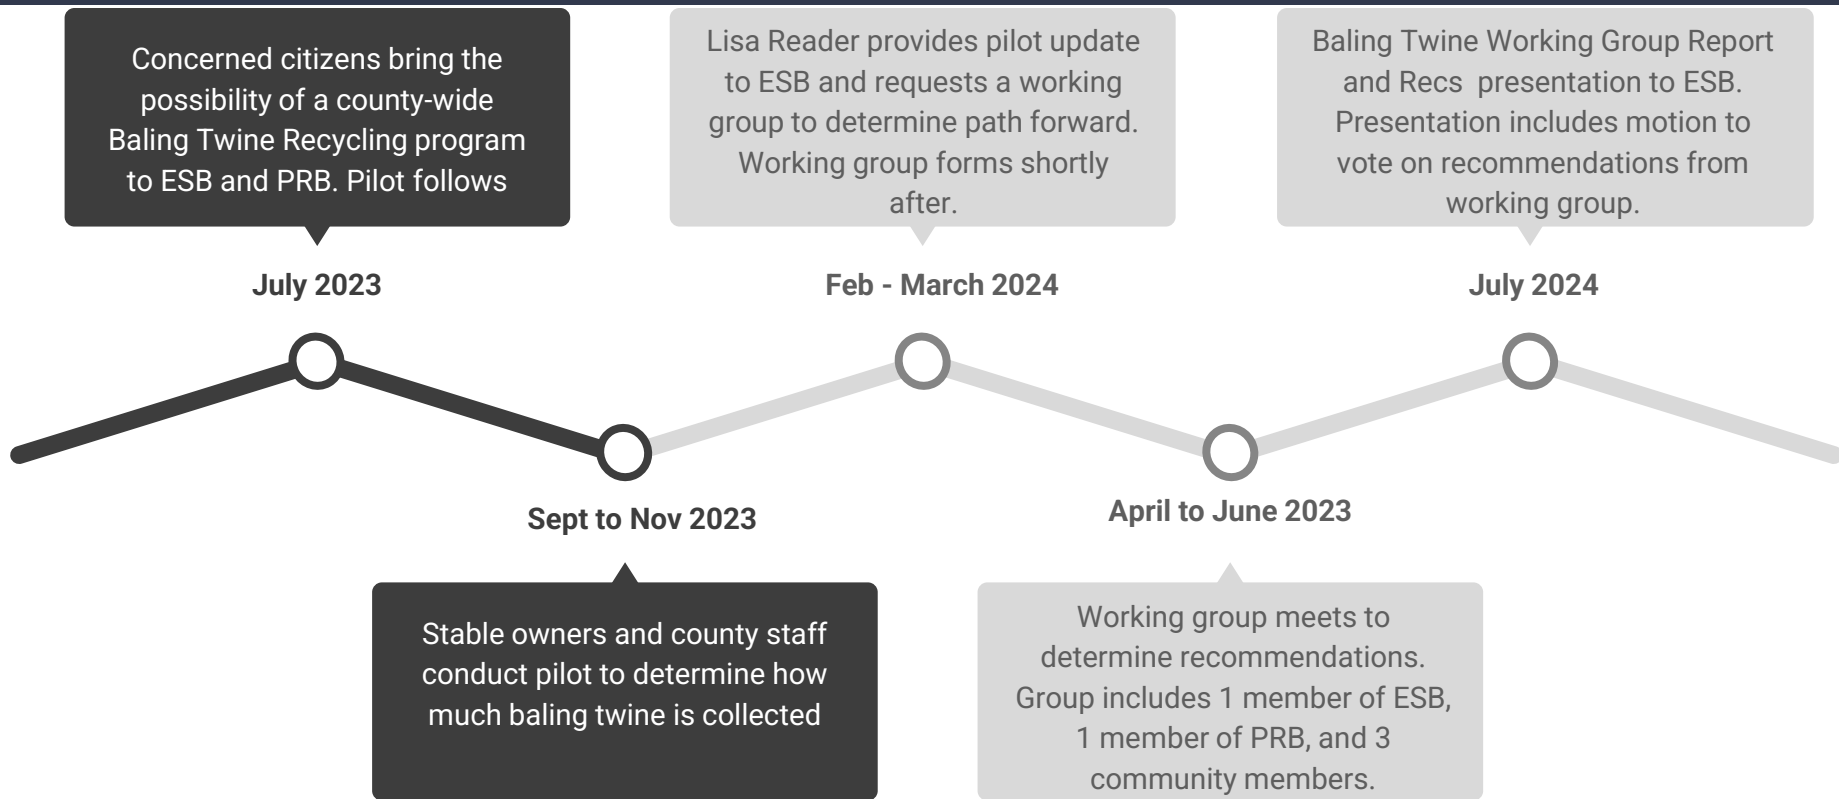 Concerned citizens bring the
possibility of a county-wide
Baling Twine Recycling program
to ESB and PRB. Pilot follows
July 2023
Sept to Nov 2023
Stable owners and county staff
conduct pilot to determine how
much baling twine is collected
Lisa Reader provides pilot update
to ESB and requests a working
group to determine path forward.
Working group forms shortly
after.
Feb - March 2024
April to June 2023
Working group meets to
determine recommendations.
Group includes 1 member of ESB,
1 member of PRB, and 3
community members.
Baling Twine Working Group Report
and Recs  presentation to ESB.
Presentation includes motion to
vote on recommendations from
working group.
July 2024